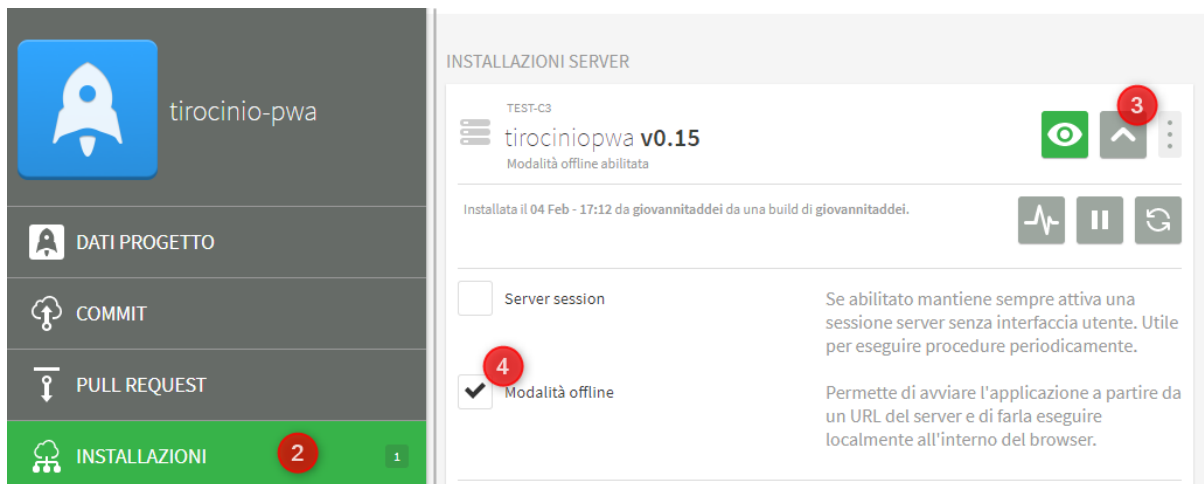 tirocinio-pwa
DATI PROGETTO
COMMIT
PULL REQUEST
INSTALLAZIONI
2
1
INSTALLAZIONI SERVER
TEST-C3
3
tirociniopwa v0.15
Modalità offline abilitata
Installata il 04 Feb - 17:12 da giovannitaddei da una build di giovannitaddei.
Server session
Se abilitato mantiene sempre attiva una
sessione server senza interfaccia utente. Utile
per eseguire procedure periodicamente.
4
Modalità offline
Permette di avviare l'applicazione a partire da
un URL del server e di farla eseguire
localmente all'interno del browser.